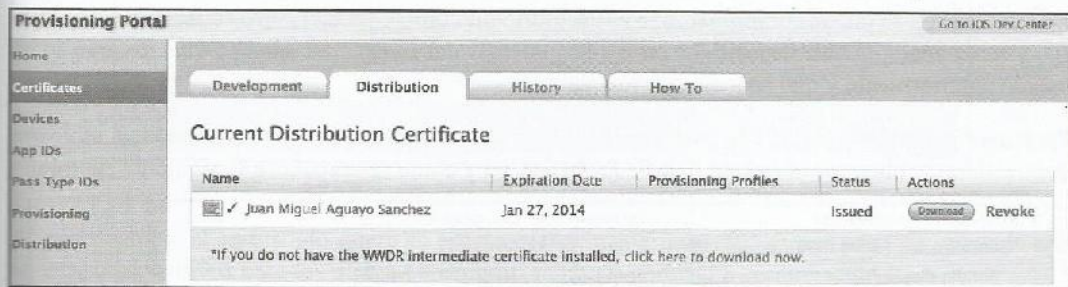 Provisioning Portal
Go to iOS Dev Center
Home
Certificates
Devices
App IDs
Pass Type IDs
Provisioning
Distribution
Development Distribution History How To
Current Distribution Certificate
Name Expiration Date Provisioning Profiles Status Actions
✓ Juan Miguel Aguayo Sanchez Jan 27, 2014 Issued Download Revoke
*If you do not have the WWDR intermediate certificate installed, click here to download now.